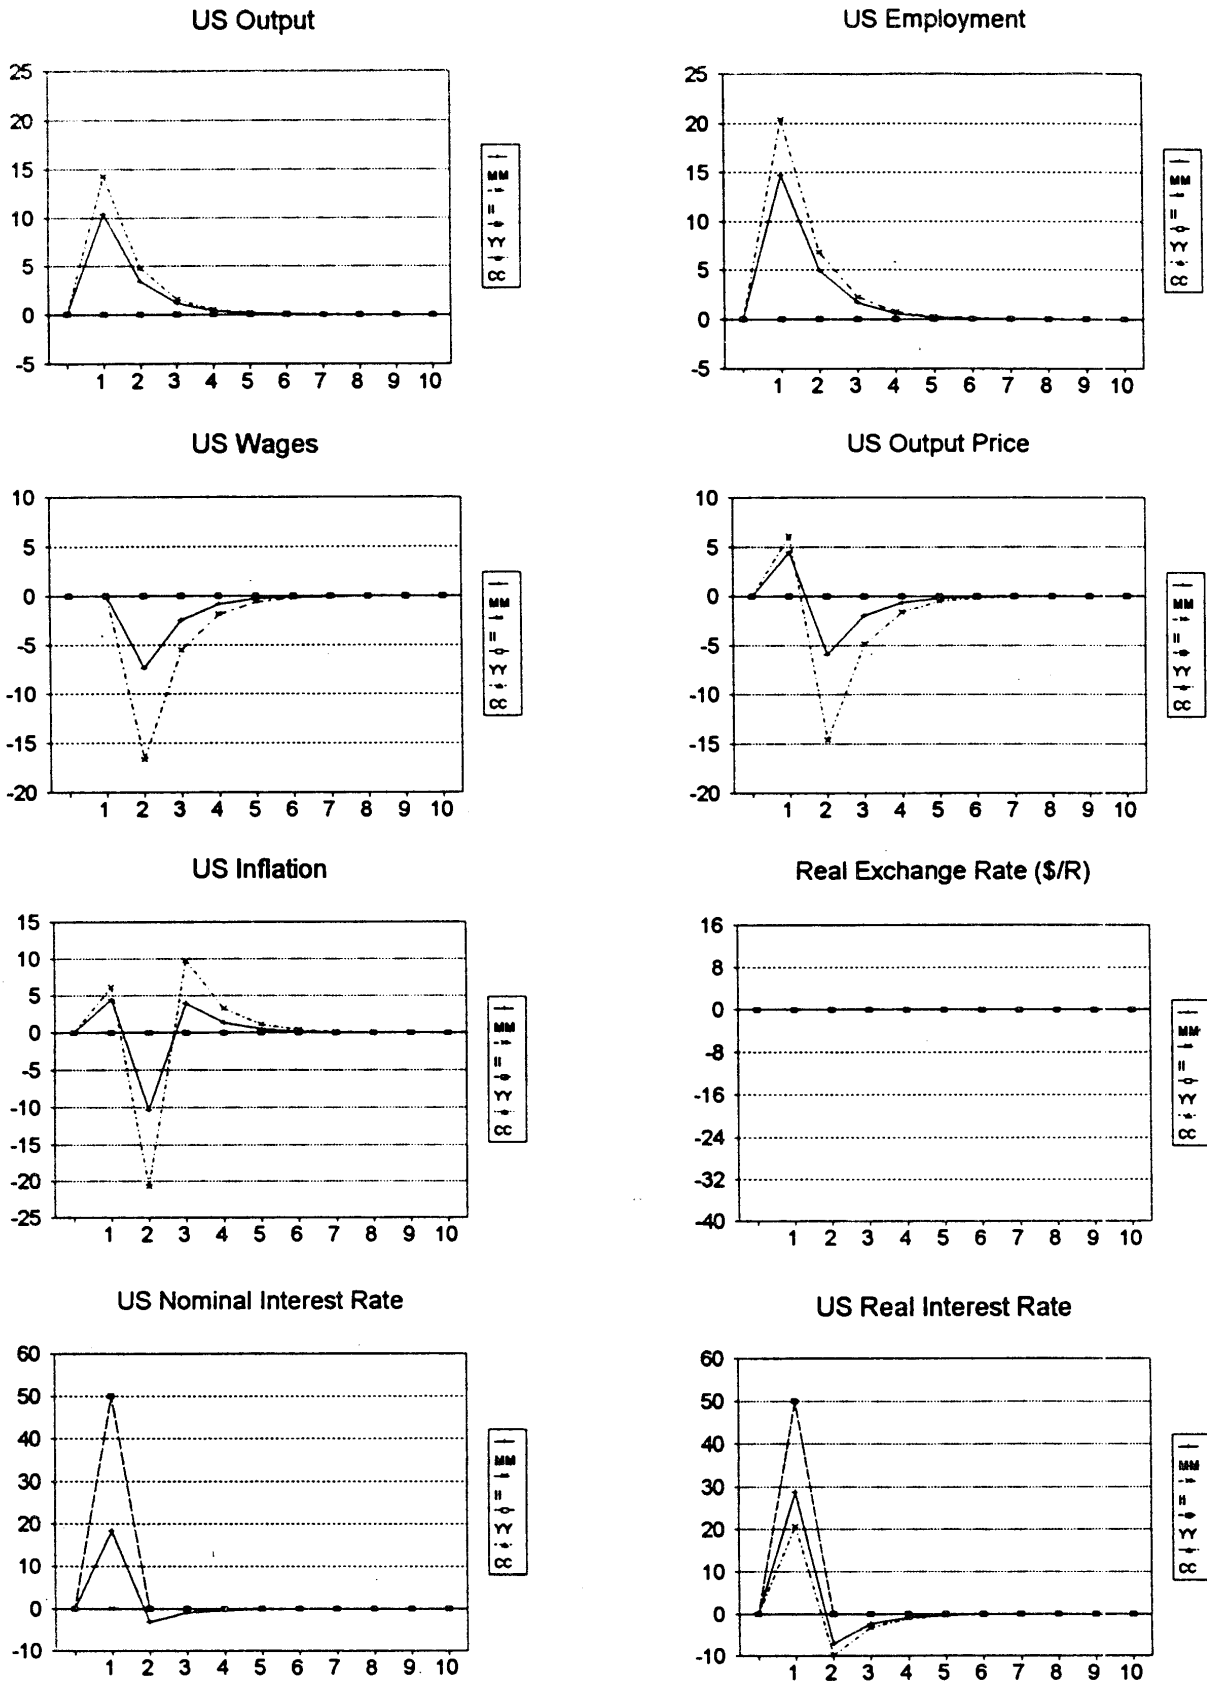 US Output
25
20
15
10
5
0
-5
1 2 3 4 5 6 7 8 9 10
MM
II
YY
CC
US Employment
25
20
15
10
5
0
-5
1 2 3 4 5 6 7 8 9 10
MM
II
YY
CC
US Wages
10
5
0
-5
-10
-15
-20
1 2 3 4 5 6 7 8 9 10
MM
II
YY
CC
US Output Price
10
5
0
-5
-10
-15
-20
1 2 3 4 5 6 7 8 9 10
MM
II
YY
CC
US Inflation
15
10
5
0
-5
-10
-15
-20
-25
1 2 3 4 5 6 7 8 9 10
MM
II
YY
CC
Real Exchange Rate ($/R)
16
8
0
-8
-16
-24
-32
-40
1 2 3 4 5 6 7 8 9 10
MM
II
YY
CC
US Nominal Interest Rate
60
50
40
30
20
10
0
-10
1 2 3 4 5 6 7 8 9 10
MM
II
YY
CC
US Real Interest Rate
60
50
40
30
20
10
0
-10
1 2 3 4 5 6 7 8 9 10
MM
II
YY
CC